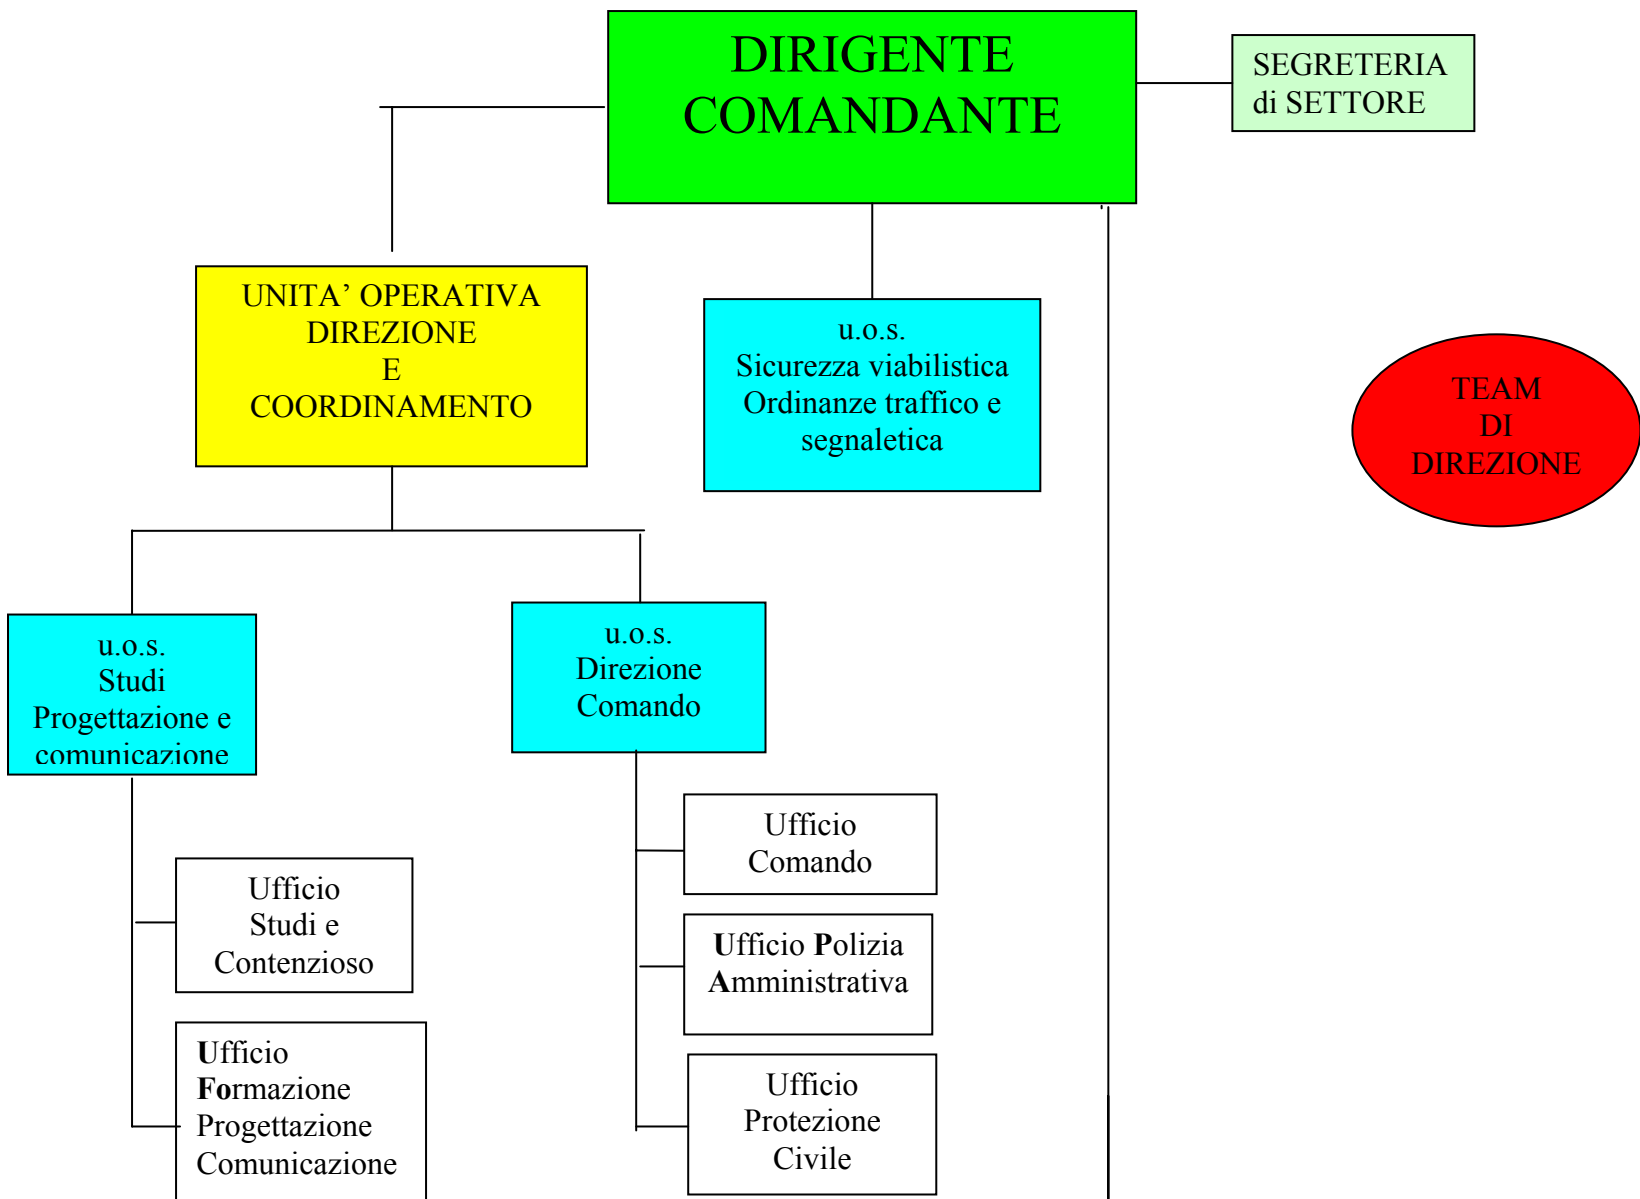 DIRIGENTE
COMANDANTE
SEGRETERIA
di SETTORE
UNITA’ OPERATIVA
DIREZIONE
E
COORDINAMENTO
u.o.s.
Sicurezza viabilistica
Ordinanze traffico e
segnaletica
TEAM
DI
DIREZIONE
u.o.s.
Studi
Progettazione e
comunicazione
u.o.s.
Direzione
Comando
Ufficio
Studi e
Contenzioso
Ufficio
Formazione
Progettazione
Comunicazione
Ufficio
Comando
Ufficio Polizia
Amministrativa
Ufficio
Protezione
Civile